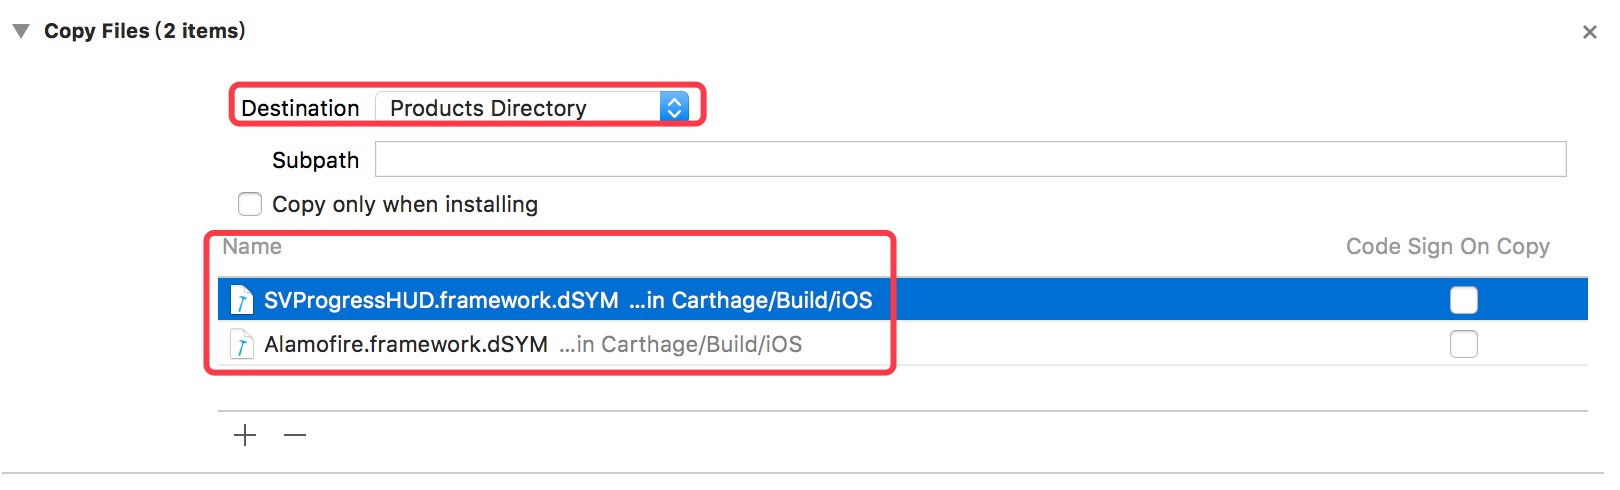 Copy Files (2 items)
Destination Products Directory
Subpath
Copy only when installing
Name Code Sign On Copy
SVProgressHUD.framework.dSYM ...in Carthage/Build/iOS
Alamofire.framework.dSYM ...in Carthage/Build/iOS